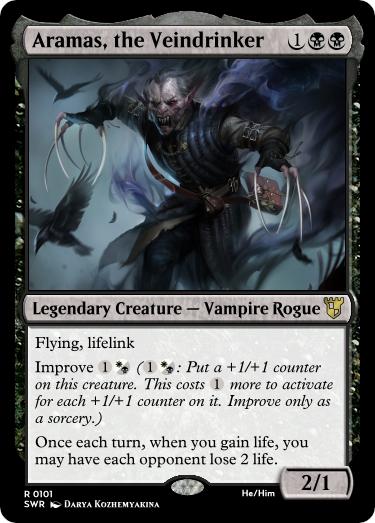 Aramas, the Veindrinker 1
Legendary Creature — Vampire Rogue
Flying, lifelink
Improve 1 ( 1 : Put a +1/+1 counter
on this creature. This costs 1 more to activate
for each +1/+1 counter on it. Improve only as
a sorcery.)
Once each turn, when you gain life, you
may have each opponent lose 2 life.
2/1
R 0101 He/Him
SWR Darya Kozhemyakina